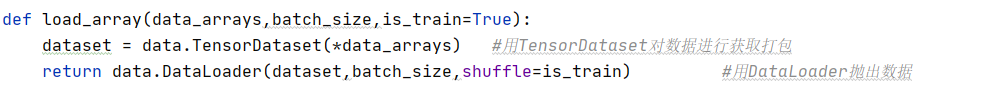 def load_array(data_arrays,batch_size,is_train=True):
    dataset = data.TensorDataset(*data_arrays)   #用TensorDataset对数据进行获取打包
    return data.DataLoader(dataset,batch_size,shuffle=is_train)         #用DataLoader抛出数据